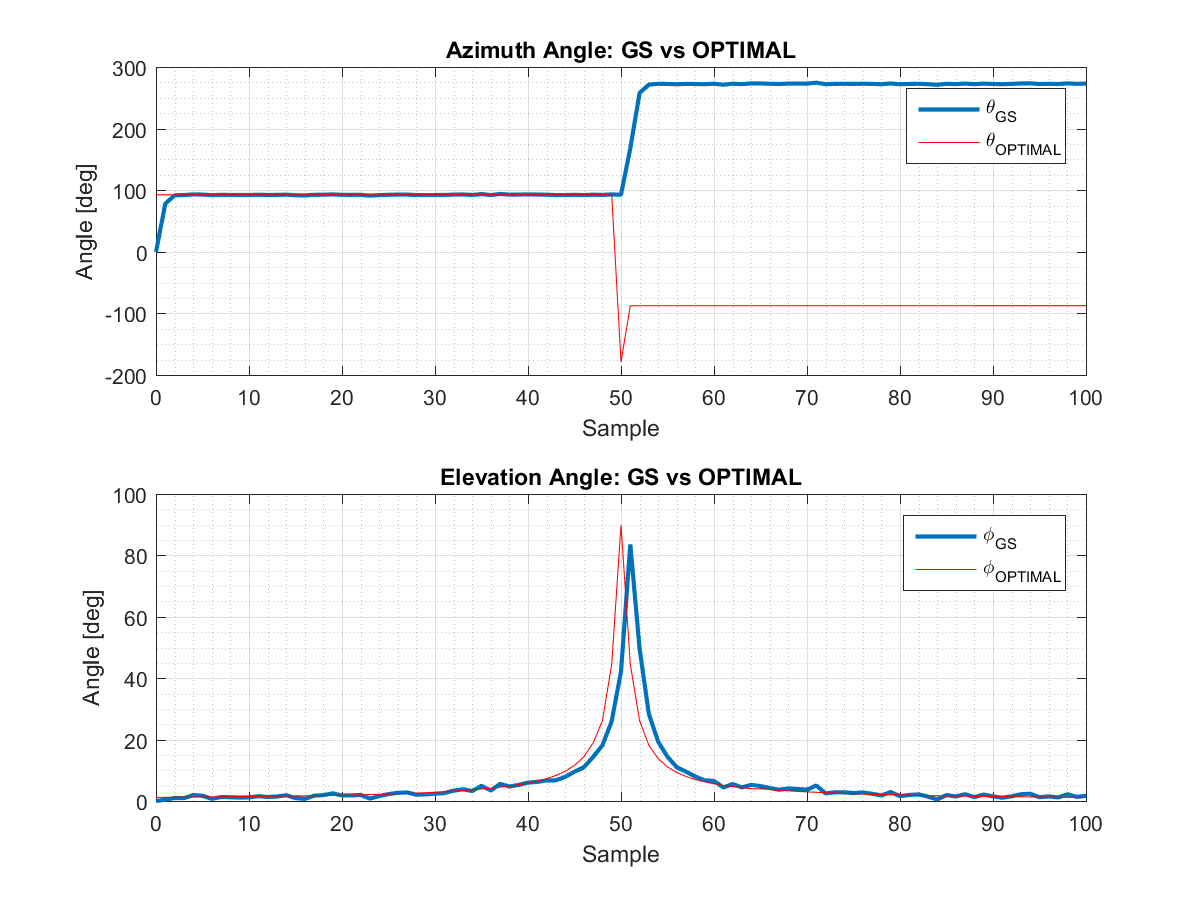 Azimuth Angle: GS vs OPTIMAL
300
200
100
0
-100
-200
Angle [deg]
θGS
θOPTIMAL
0 10 20 30 40 50 60 70 80 90 100
Sample
Elevation Angle: GS vs OPTIMAL
100
80
60
40
20
0
Angle [deg]
ϕGS
ϕOPTIMAL
0 10 20 30 40 50 60 70 80 90 100
Sample